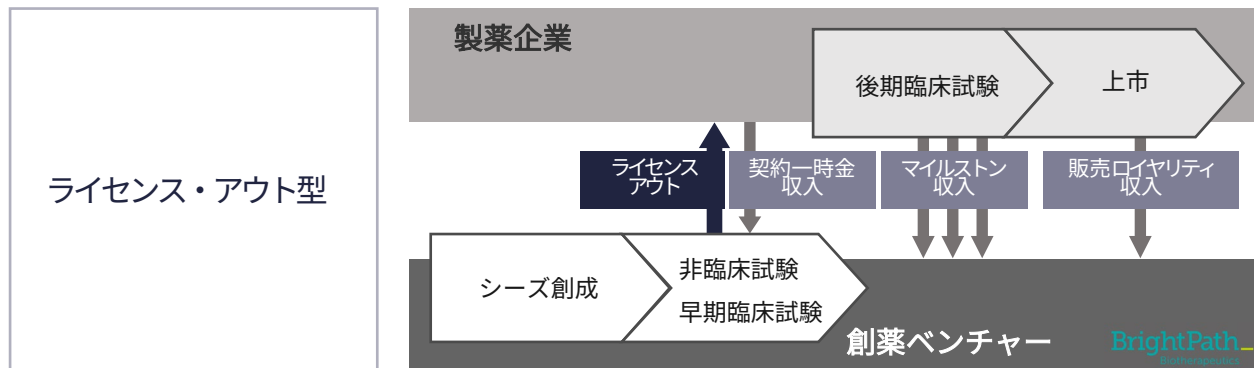 ライセンス・アウト型
製薬企業
後期臨床試験
上市
ライセンス
アウト
契約一時金
収入
マイルストン
収入
販売ロイヤリティ
収入
シーズ創成
非臨床試験
早期臨床試験
創薬ベンチャー
BrightPath
Biotherapeutics